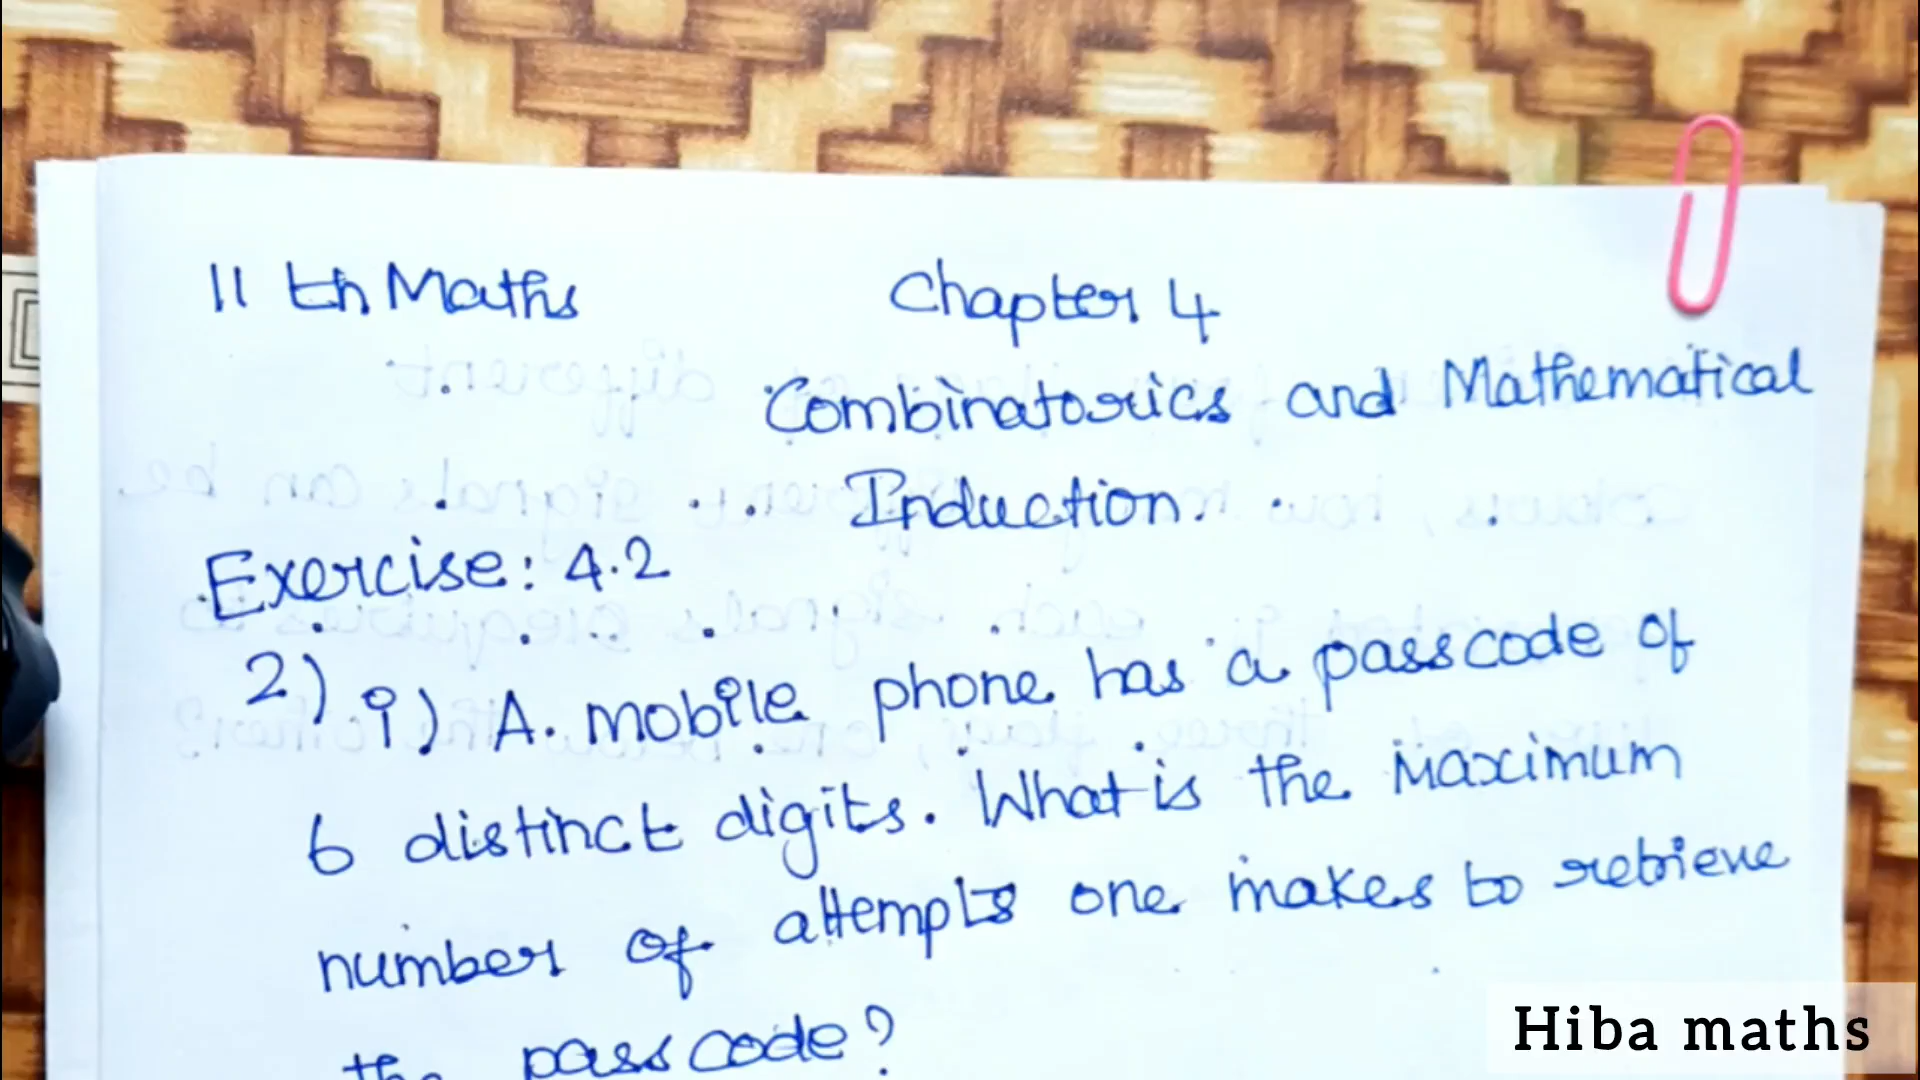 11 th Maths Chapter 4
Combinatorics and Mathematical
Induction.
Exercise: 4.2
2) i) A mobile phone has a passcode of
6 distinct digits. What is the Maximum
number of attempts one makes to retrieve
the passcode?
Hiba maths